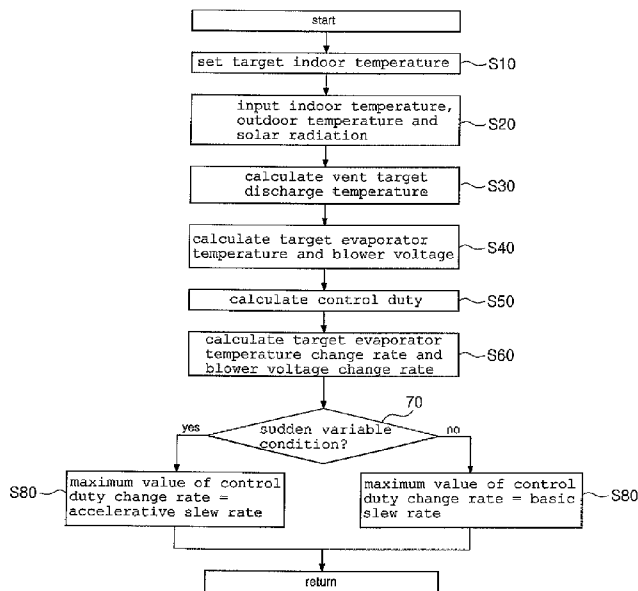 start
set target indoor temperature
S10
input indoor temperature,
outdoor temperature and
solar radiation
S20
calculate vent target
discharge temperature
S30
calculate target evaporator
temperature and blower voltage
S40
calculate control duty
S50
calculate target evaporator
temperature change rate and
blower voltage change rate
S60
70
yes
sudden variable
condition?
no
S80
maximum value of control
duty change rate =
accelerative slew rate
maximum value of control
duty change rate = basic
slew rate
S80
return